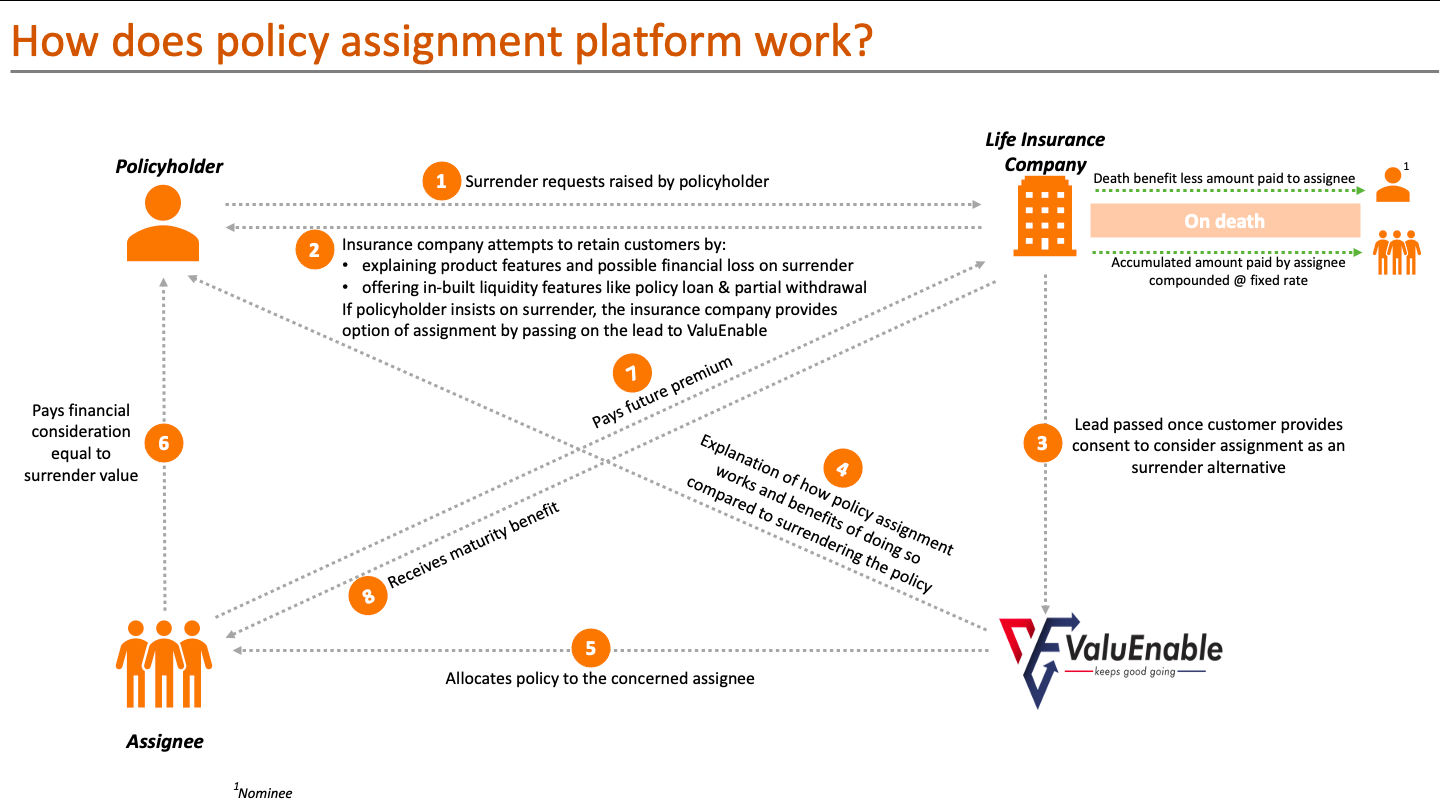 How does policy assignment platform work?
Policyholder
Life Insurance
Company
1 Surrender requests raised by policyholder
Death benefit less amount paid to assignee
1
On death
Accumulated amount paid by assignee
compounded @ fixed rate
2 Insurance company attempts to retain customers by:
• explaining product features and possible financial loss on surrender
• offering in-built liquidity features like policy loan & partial withdrawal
If policyholder insists on surrender, the insurance company provides
option of assignment by passing on the lead to ValuEnable
7
Pays future premium
Pays financial
consideration
equal to
surrender value
6
4
Explanation of how policy assignment
works and benefits of doing so
compared to surrendering the policy
3
Lead passed once customer provides
consent to consider assignment as an
surrender alternative
8 Receives maturity benefit
5
Allocates policy to the concerned assignee
ValuEnable
keeps good going
Assignee
1Nominee